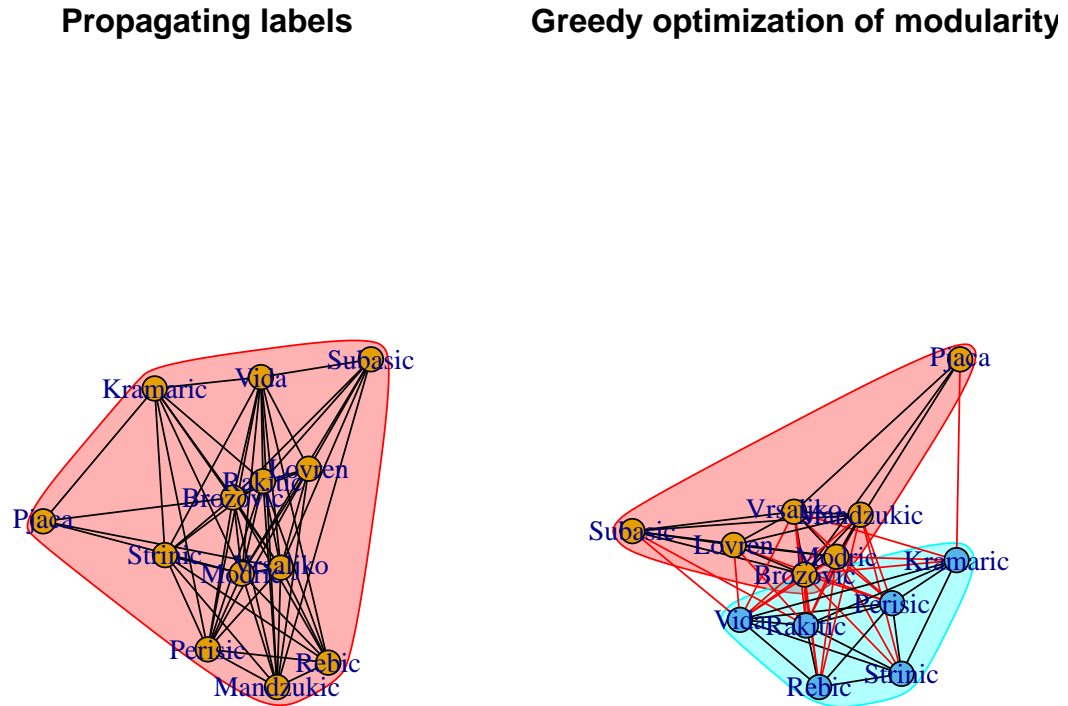 Propagating labels
Kramaric
Vida
Subasic
Lovren
Rakitic
Brozovic
Pjaca
Strinic
Modric
Vrsaljko
Perisic
Rebic
Mandzukic
Greedy optimization of modularity
Pjaca
Vrsaljko
Mandzukic
Subasic
Lovren
Modric
Kramaric
Brozovic
Perisic
Vida
Rakitic
Strinic
Rebic